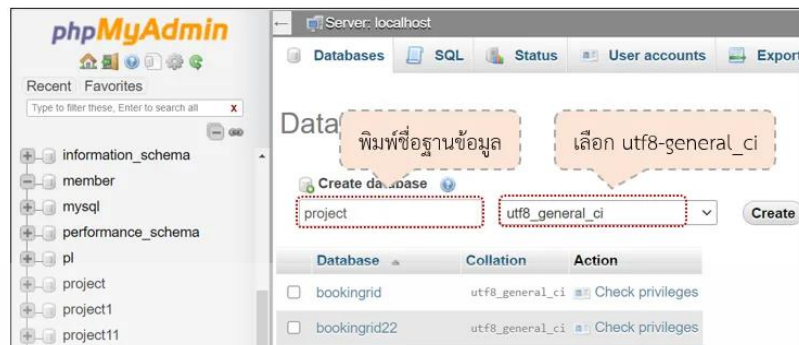 phpMyAdmin
Recent Favorites
Type to filter these, Enter to search all X
information_schema
member
mysql
performance_schema
pl
project
project1
project11
Server: localhost
Databases SQL Status User accounts Export
Data
พิมพ์ชื่อฐานข้อมูล
เลือก utf8-general_ci
Create database
project utf8_general_ci Create
Database Collation Action
bookingrid utf8_general_ci Check privileges
bookingrid22 utf8_general_ci Check privileges